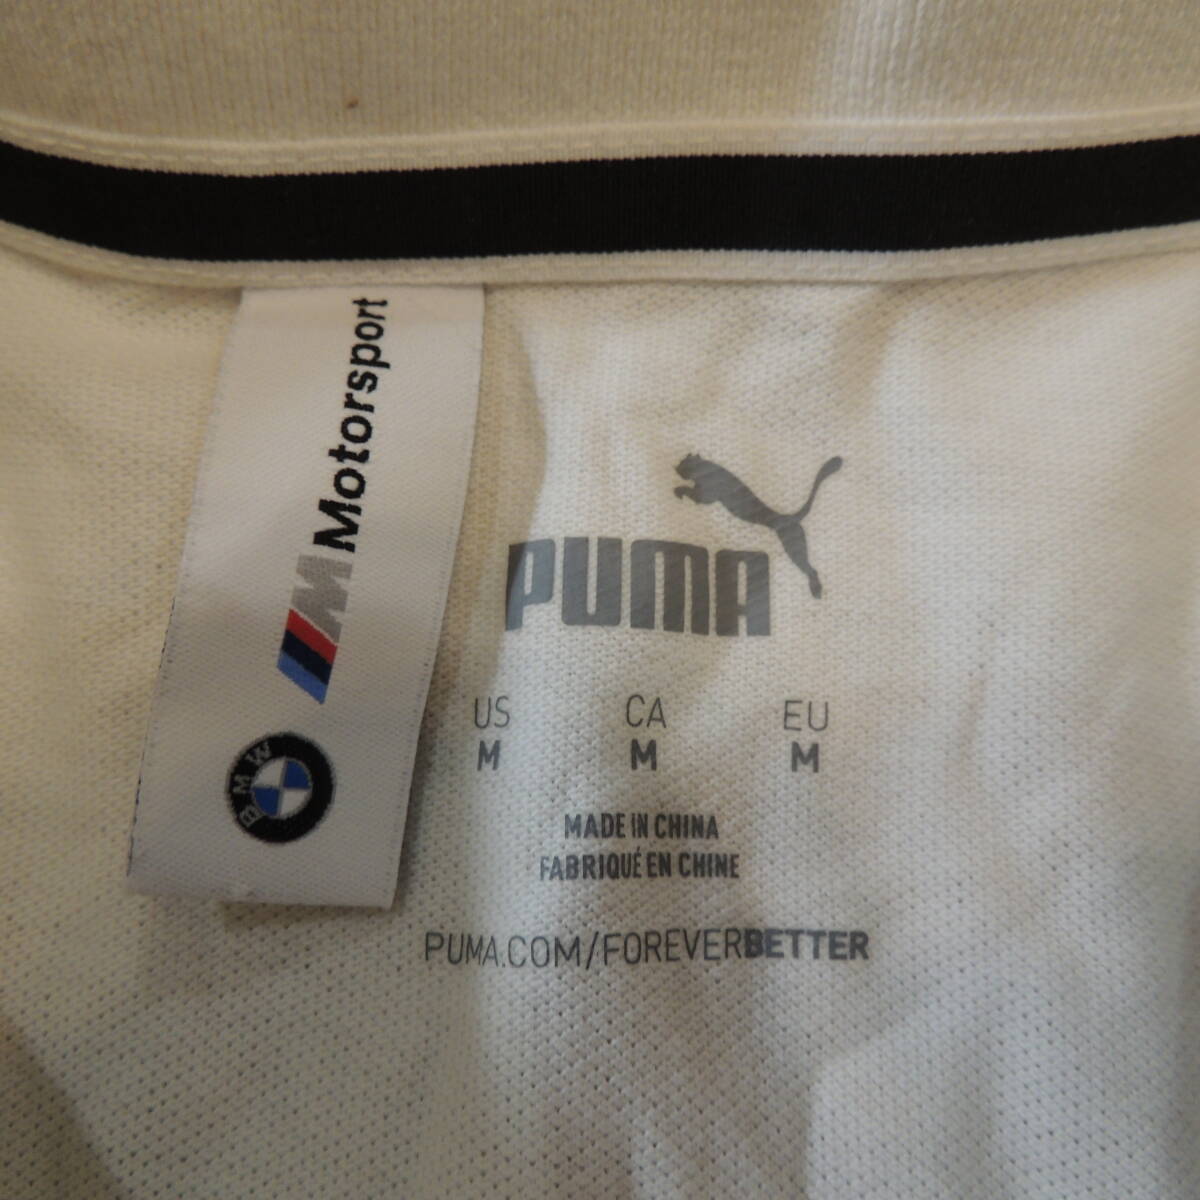 Motorsport
BMW
PUMA
US CA EU
M M M
MADE IN CHINA
FABRIQUÉ EN CHINE
PUMA.COM/FOREVERBETTER